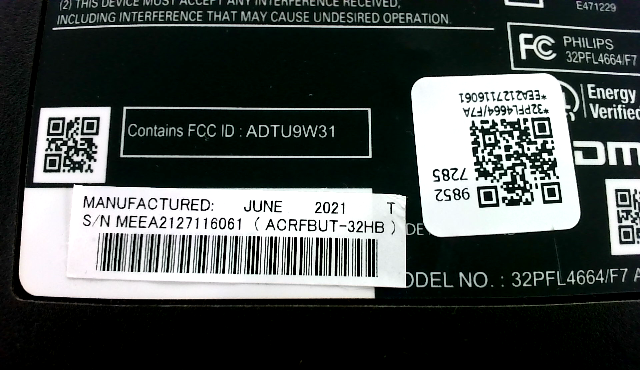 (2) THIS DEVICE MUST ACCEPT ANY INTERFERENCE RECEIVED,
INCLUDING INTERFERENCE THAT MAY CAUSE UNDESIRED OPERATION.
E471229
FC
PHILIPS
32PFL4664/F7
Energy
Verified
*32PFL4664/F7A
*EEA2127116061
9852
7285
Contains FCC ID : ADTU9W31
MANUFACTURED: JUNE 2021 T
S/N MEEA2127116061 ( ACRFBUT-32HB )
DE
ODEL NO. : 32PFL4664/F7 A